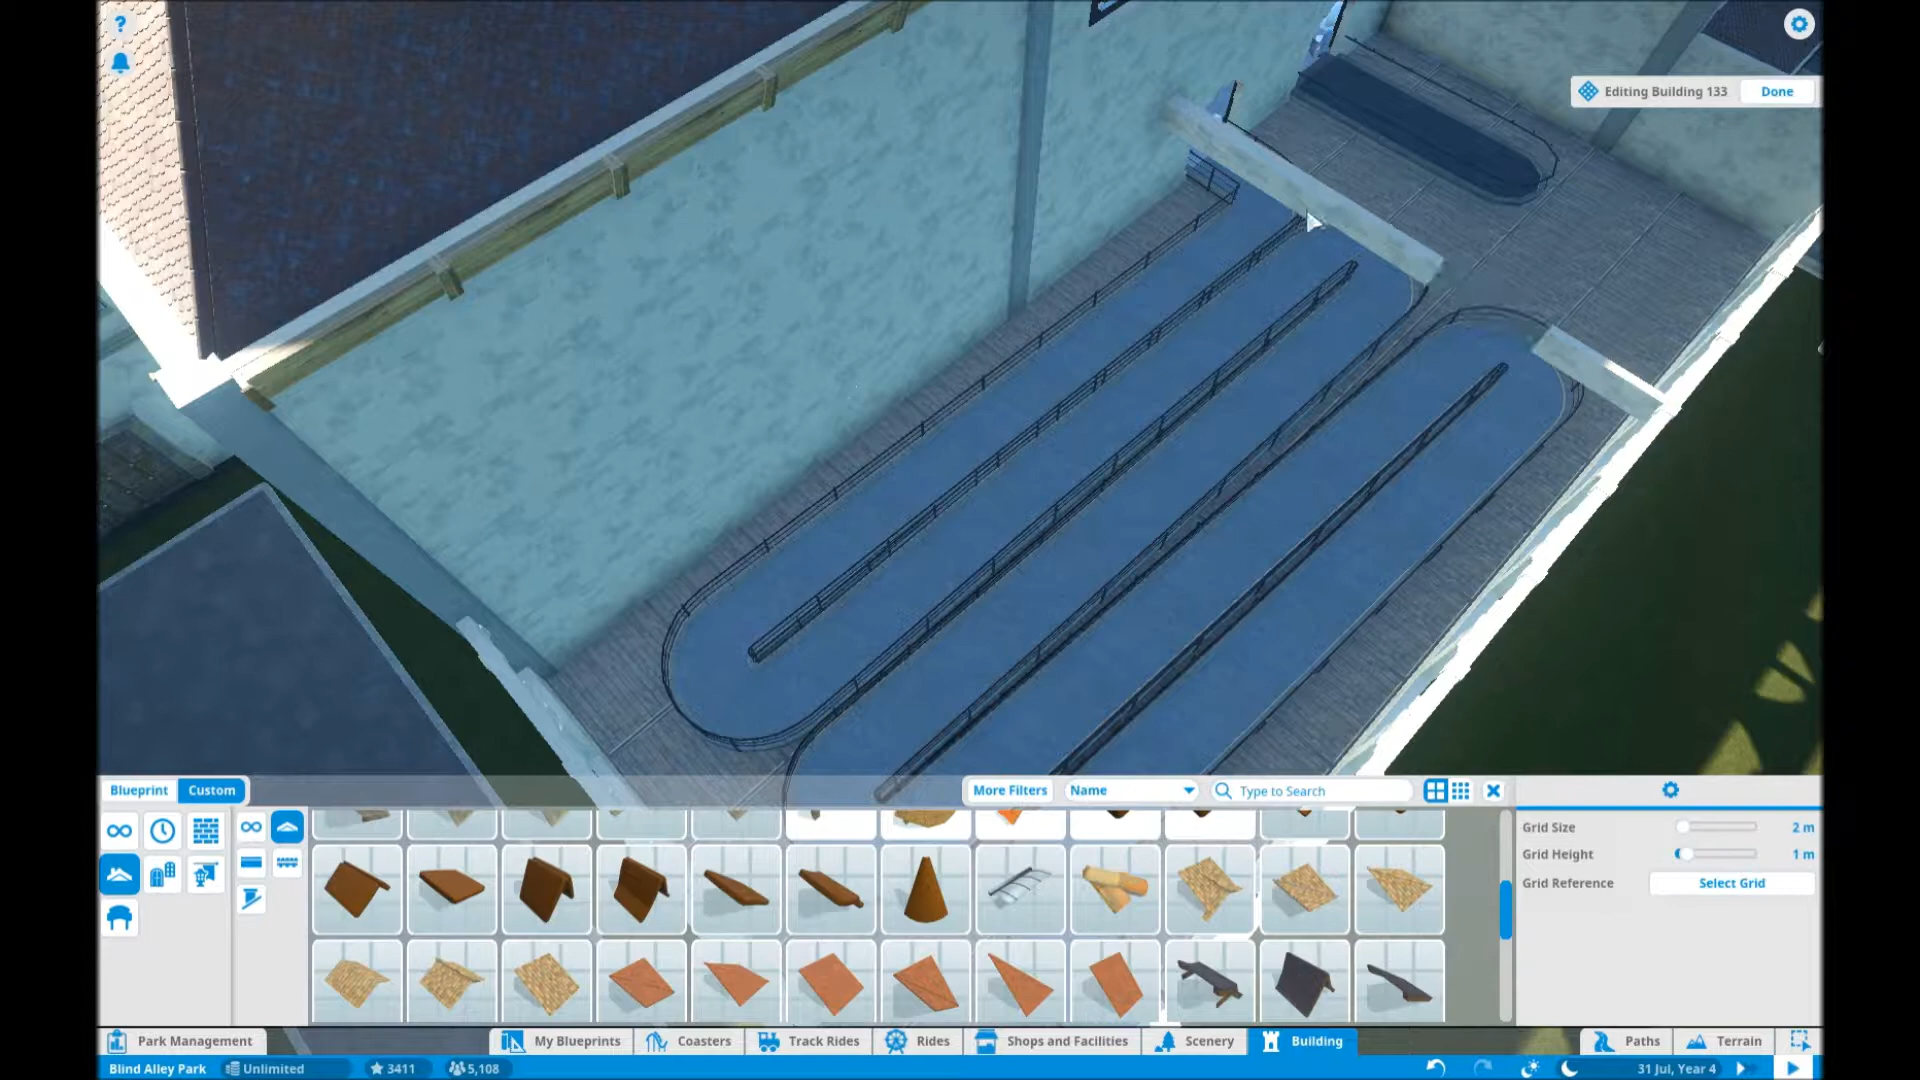 ?
Editing Building 133 Done
Blueprint Custom
More Filters Name Type to Search
Grid Size 2 m
Grid Height 1 m
Grid Reference Select Grid
Park Management My Blueprints Coasters Track Rides Rides Shops and Facilities Scenery Building Paths Terrain
Blind Alley Park Unlimited 3411 5,108 31 Jul, Year 4